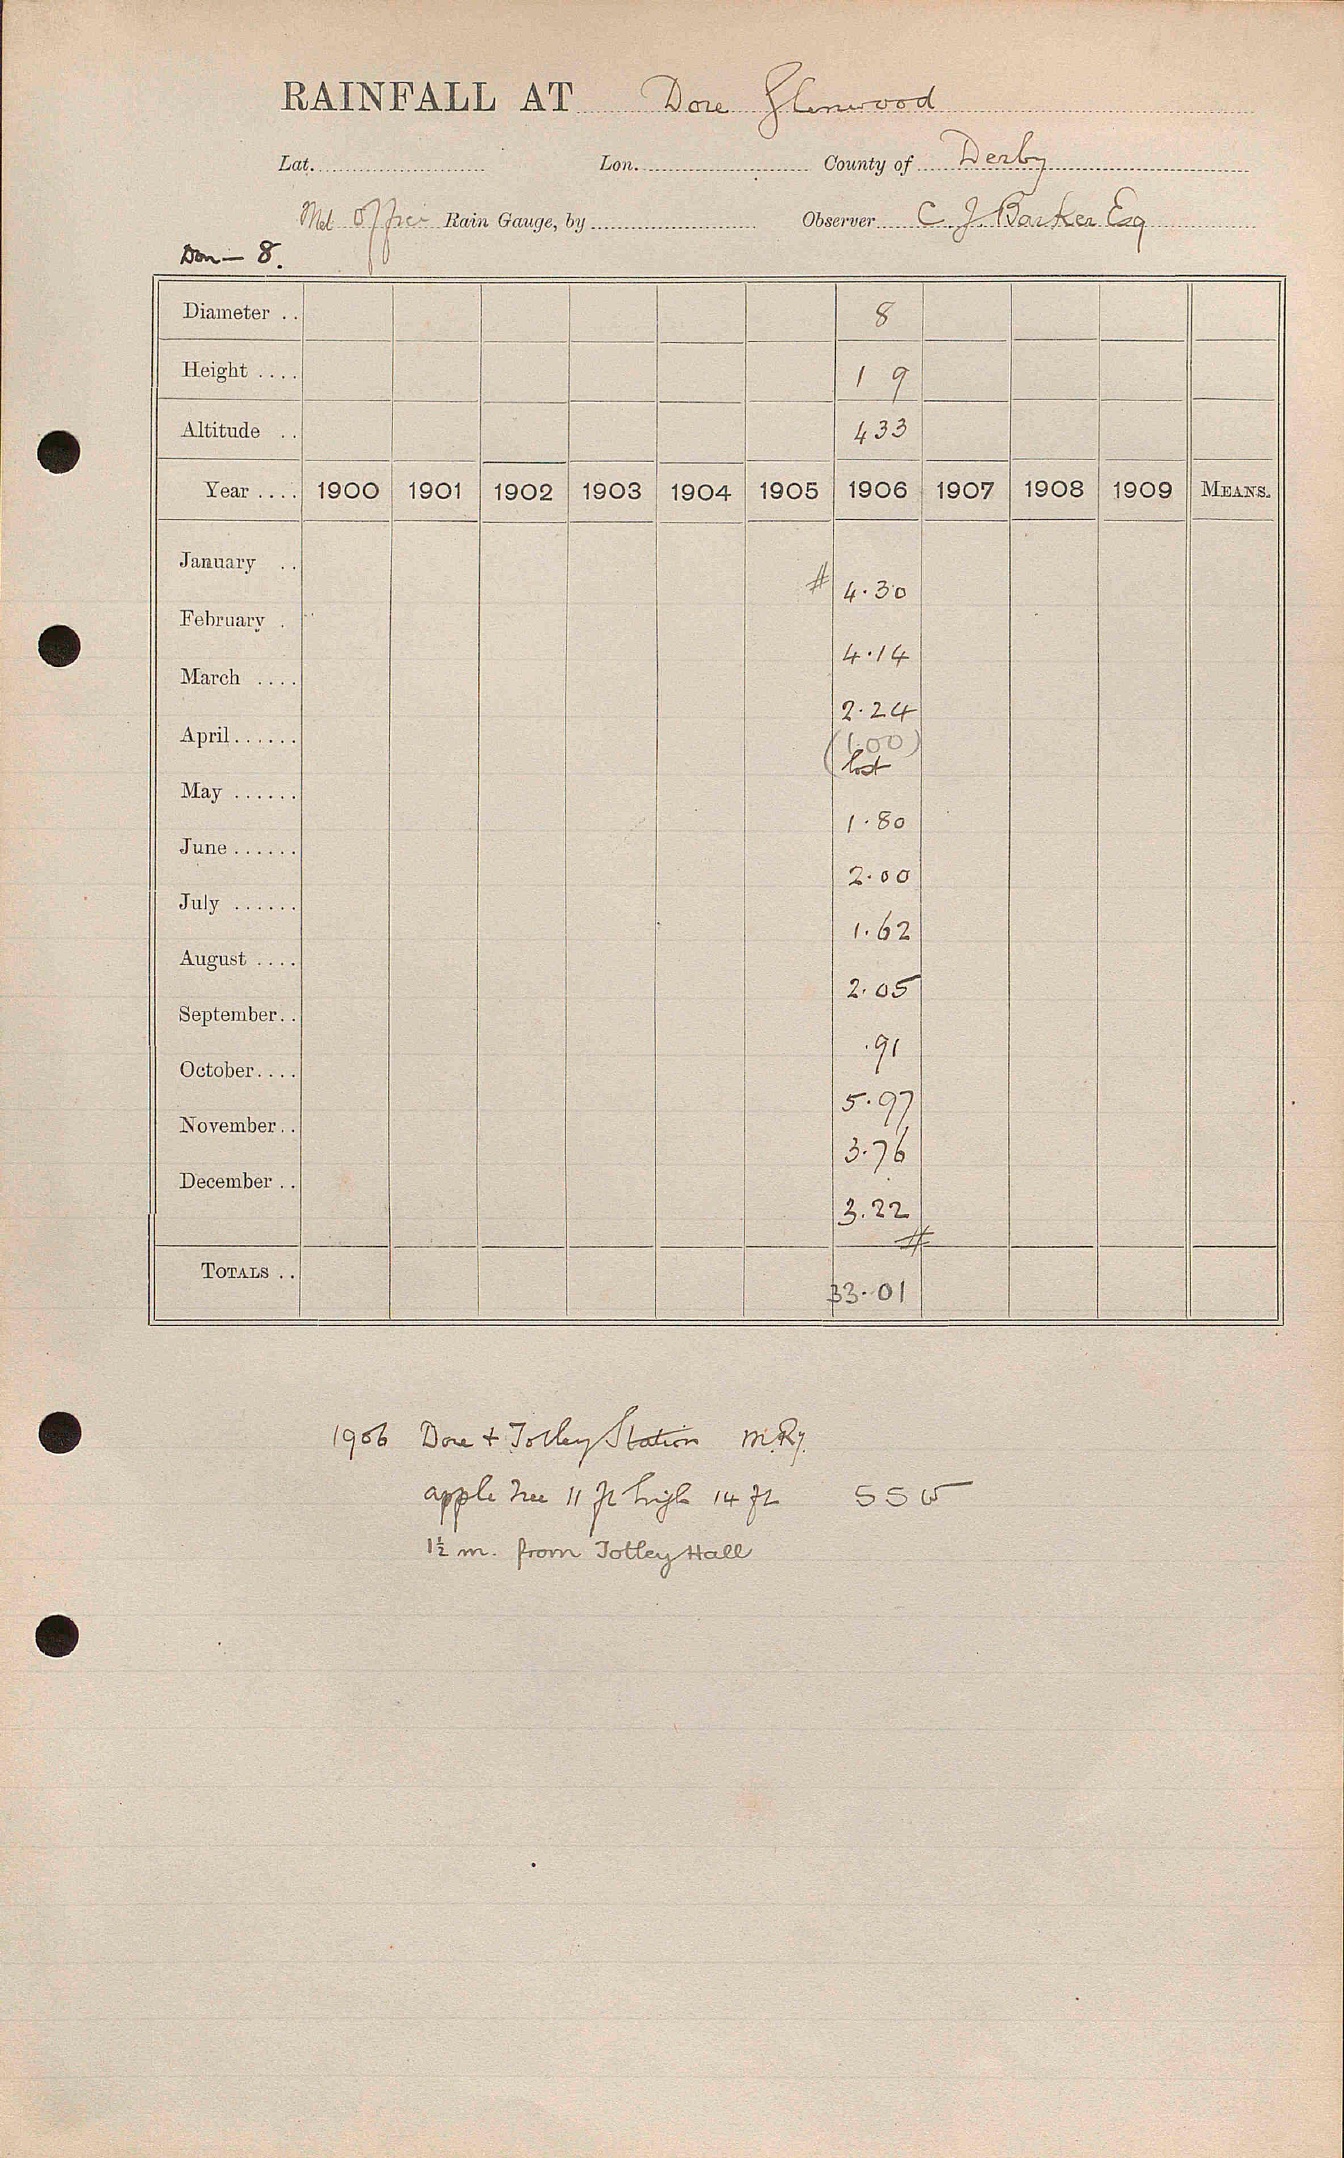 RAINFALL AT Dore Glenwood
Lat. Lon. County of Derby
Met Office Rain Gauge, by Observer C. J. Barker Esq
Don — 8.
Diameter .. 8
Height .... 1 9
Altitude .. 433
Year .... 1900 1901 1902 1903 1904 1905 1906 1907 1908 1909 MEANS.
January .. # 4.30
February . 4.14
March .... 2.24
(1.00)
April...... lost
May ...... 1.80
June ...... 2.00
July ...... 1.62
August .... 2.05
September.. .91
October.... 5.97
November.. 3.76
December .. 3.22
#
TOTALS .. 33.01
1906 Dore + Totley Station M.Ry.
apple tree 11 ft high 14 ft SSW
1½ m. from Totley Hall